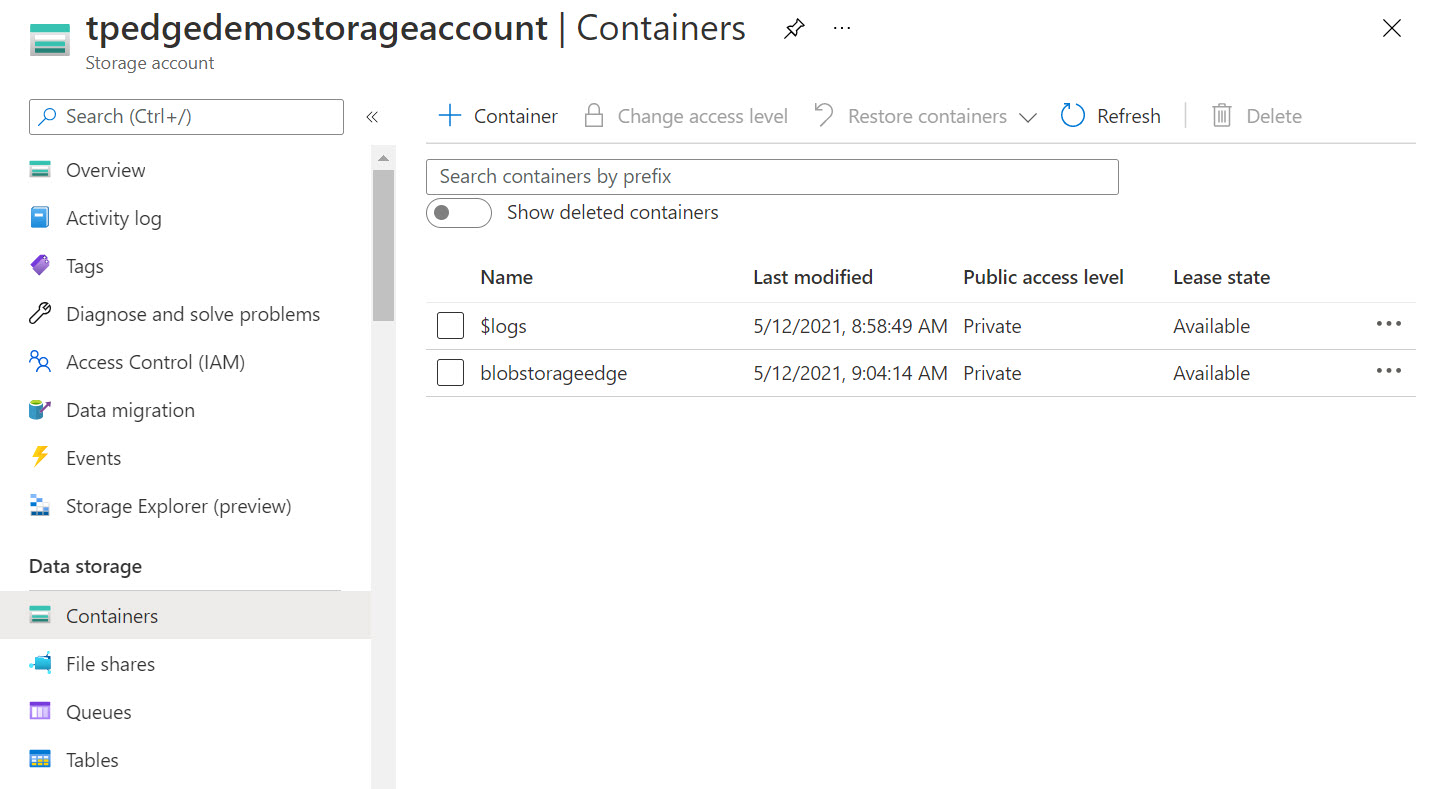 tpedgedemostorageaccount | Containers
Storage account
Search (Ctrl+/)
Overview
Activity log
Tags
Diagnose and solve problems
Access Control (IAM)
Data migration
Events
Storage Explorer (preview)
Data storage
Containers
File shares
Queues
Tables
Container Change access level Restore containers Refresh Delete
Search containers by prefix
Show deleted containers
Name Last modified Public access level Lease state
$logs 5/12/2021, 8:58:49 AM Private Available
blobstorageedge 5/12/2021, 9:04:14 AM Private Available